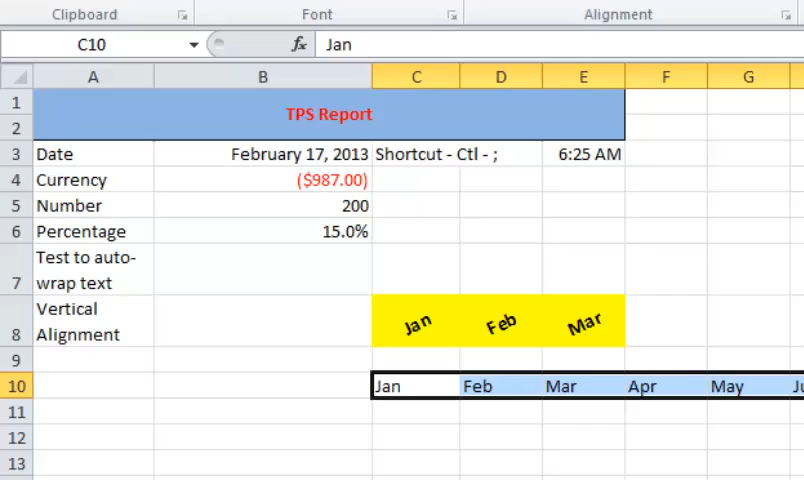 Clipboard Font Alignment
C10 fx Jan
A B C D E F G
1 TPS Report
2
3 Date February 17, 2013 Shortcut - Ctl - ; 6:25 AM
4 Currency ($987.00)
5 Number 200
6 Percentage 15.0%
Test to auto-
7 wrap text
Vertical Jan Feb Mar
8 Alignment
9
10 Jan Feb Mar Apr May
11
12
13